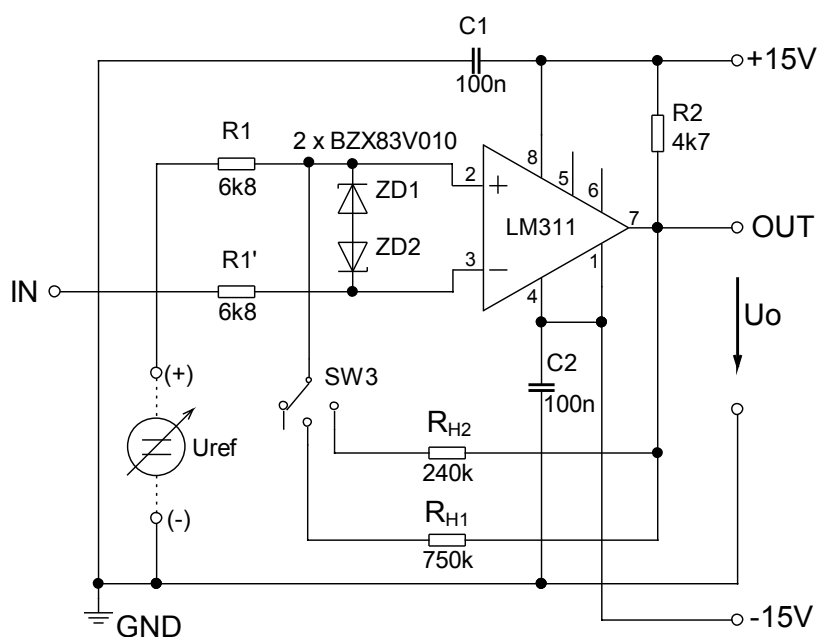 C1
100n
+15V
R1
6k8
2 x BZX83V010
R2
4k7
ZD1
ZD2
2
+
3
−
8
5
6
7
LM311
4
1
OUT
R1'
6k8
IN
Uo
(+)
Uref
(-)
SW3
C2
100n
RH2
240k
RH1
750k
GND
-15V